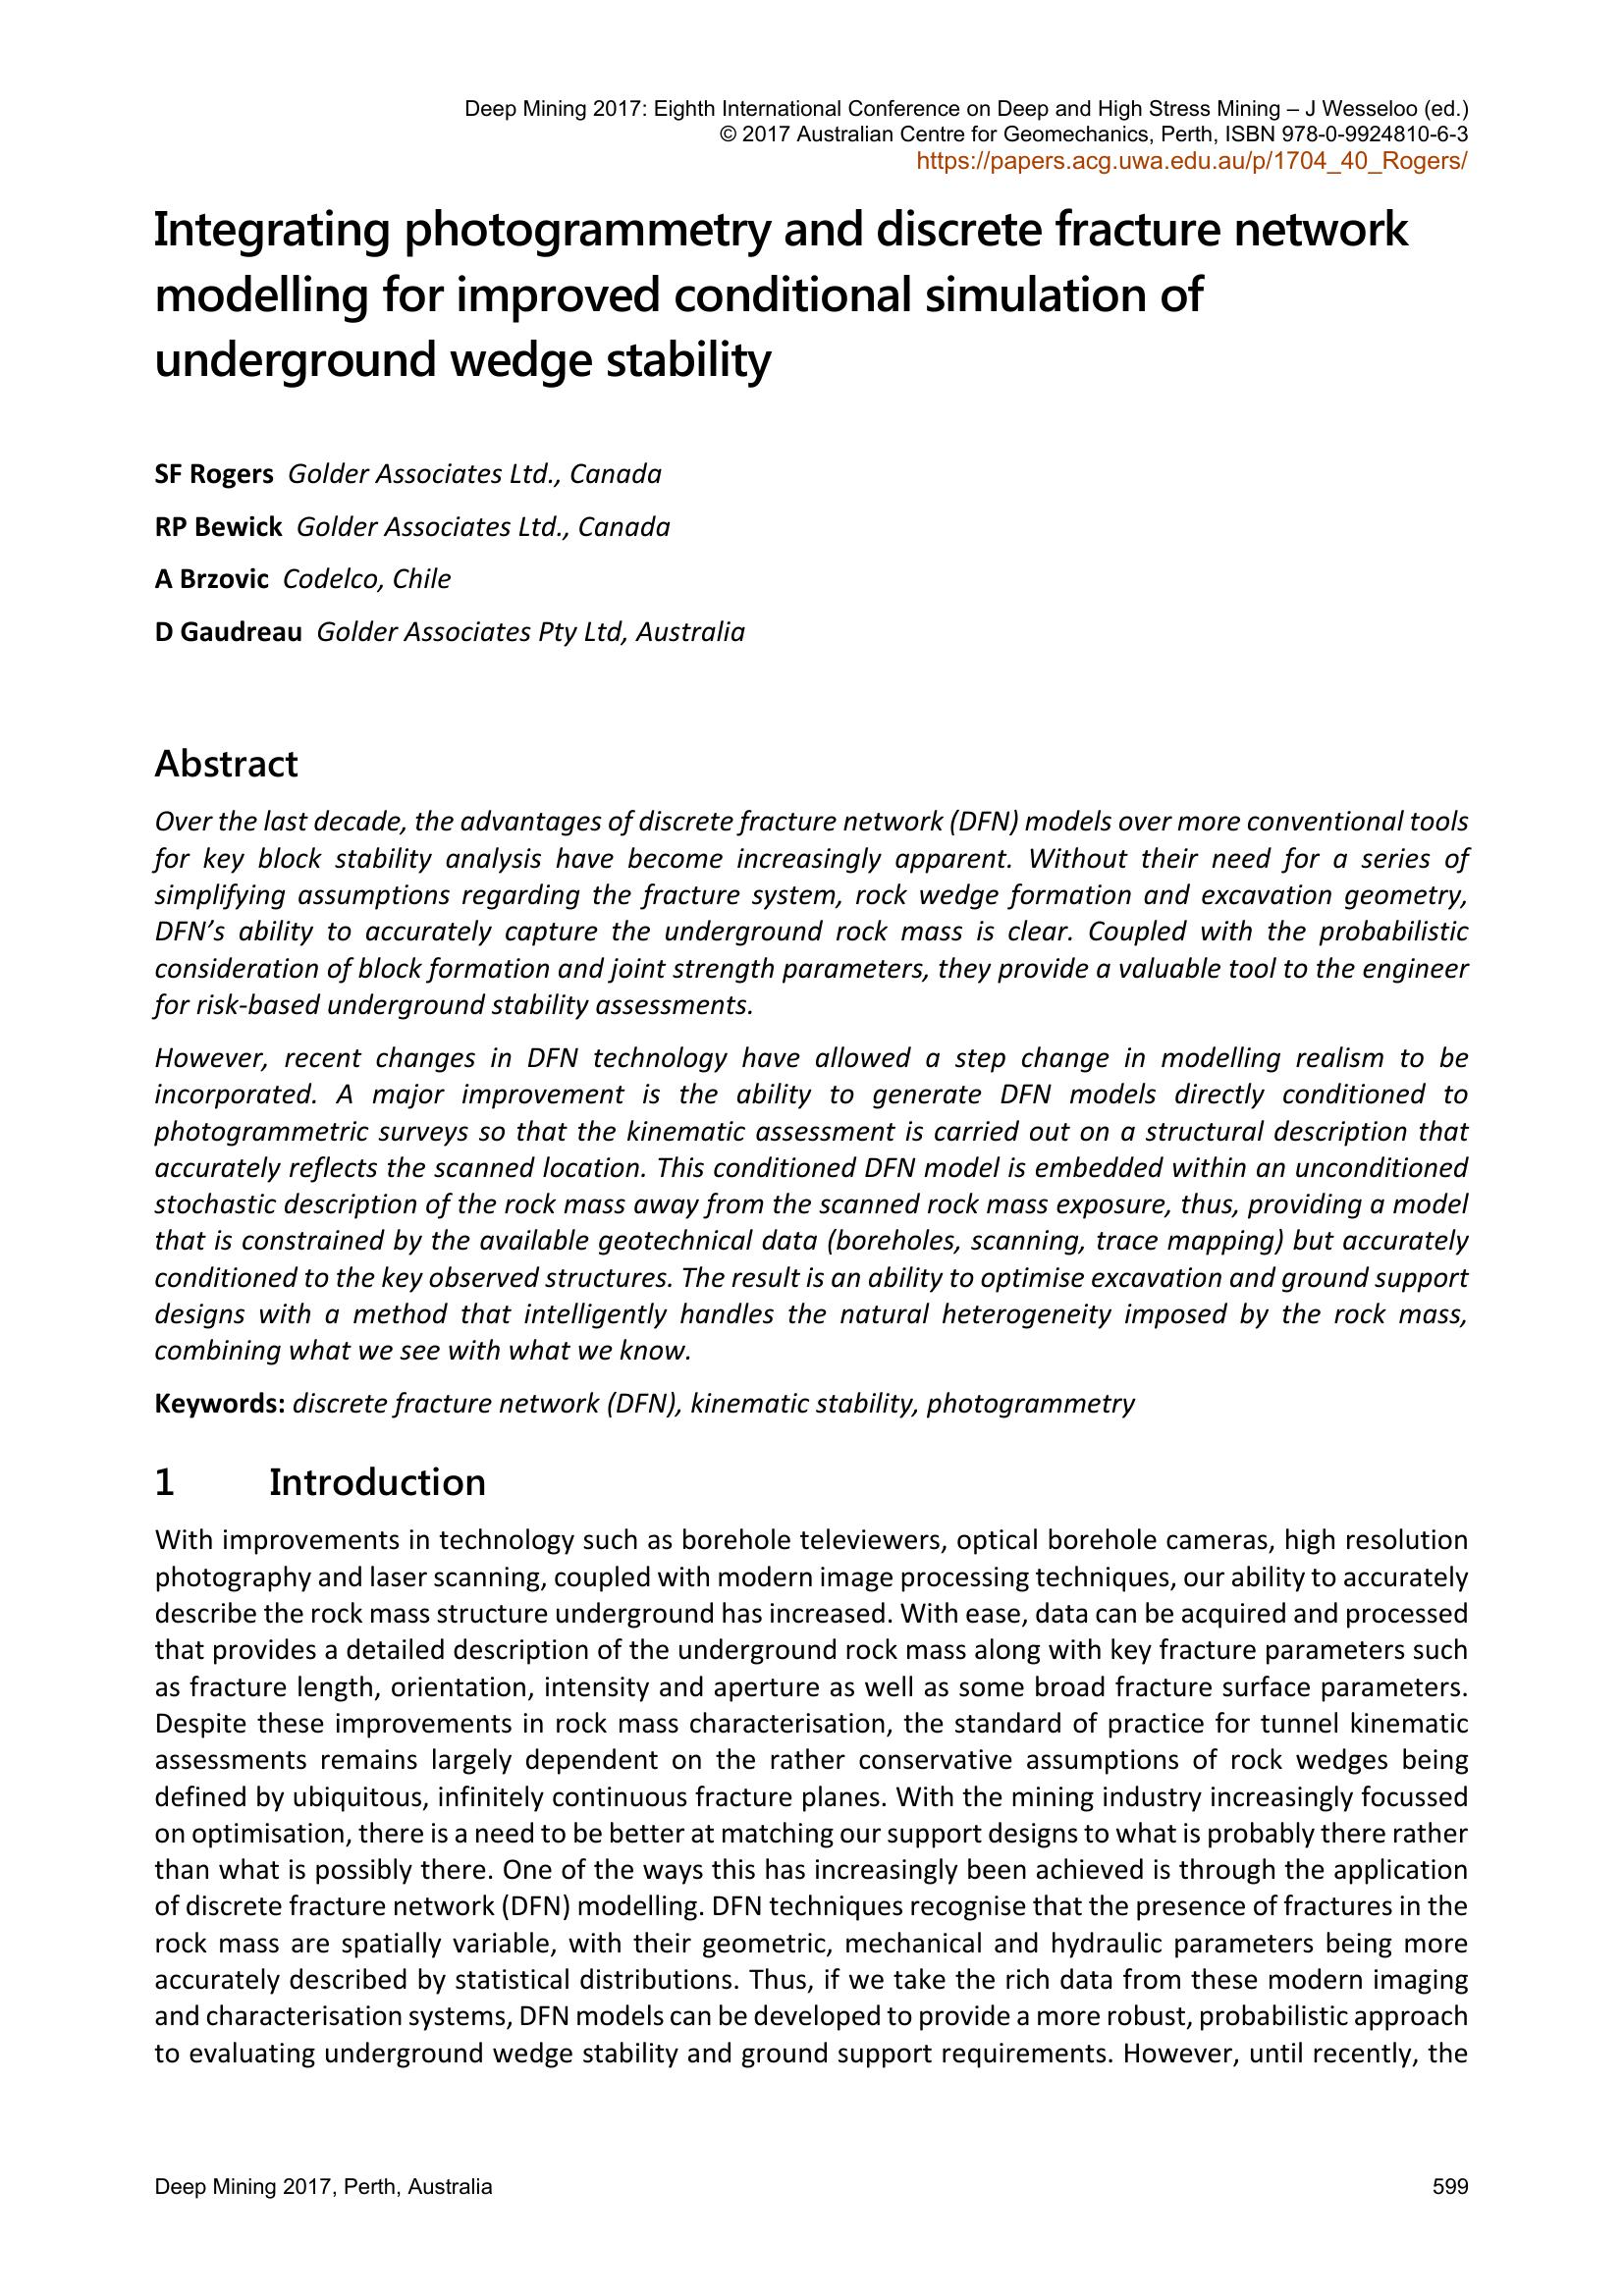 Deep Mining 2017: Eighth International Conference on Deep and High Stress Mining – J Wesseloo (ed.)
© 2017 Australian Centre for Geomechanics, Perth, ISBN 978-0-9924810-6-3
https://papers.acg.uwa.edu.au/p/1704_40_Rogers/
Integrating photogrammetry and discrete fracture network
modelling for improved conditional simulation of
underground wedge stability
SF Rogers Golder Associates Ltd., Canada
RP Bewick Golder Associates Ltd., Canada
A Brzovic Codelco, Chile
D Gaudreau Golder Associates Pty Ltd, Australia
Abstract
Over the last decade, the advantages of discrete fracture network (DFN) models over more conventional tools
for key block stability analysis have become increasingly apparent. Without their need for a series of
simplifying assumptions regarding the fracture system, rock wedge formation and excavation geometry,
DFN’s ability to accurately capture the underground rock mass is clear. Coupled with the probabilistic
consideration of block formation and joint strength parameters, they provide a valuable tool to the engineer
for risk-based underground stability assessments.
However, recent changes in DFN technology have allowed a step change in modelling realism to be
incorporated. A major improvement is the ability to generate DFN models directly conditioned to
photogrammetric surveys so that the kinematic assessment is carried out on a structural description that
accurately reflects the scanned location. This conditioned DFN model is embedded within an unconditioned
stochastic description of the rock mass away from the scanned rock mass exposure, thus, providing a model
that is constrained by the available geotechnical data (boreholes, scanning, trace mapping) but accurately
conditioned to the key observed structures. The result is an ability to optimise excavation and ground support
designs with a method that intelligently handles the natural heterogeneity imposed by the rock mass,
combining what we see with what we know.
Keywords: discrete fracture network (DFN), kinematic stability, photogrammetry
1 Introduction
With improvements in technology such as borehole televiewers, optical borehole cameras, high resolution
photography and laser scanning, coupled with modern image processing techniques, our ability to accurately
describe the rock mass structure underground has increased. With ease, data can be acquired and processed
that provides a detailed description of the underground rock mass along with key fracture parameters such
as fracture length, orientation, intensity and aperture as well as some broad fracture surface parameters.
Despite these improvements in rock mass characterisation, the standard of practice for tunnel kinematic
assessments remains largely dependent on the rather conservative assumptions of rock wedges being
defined by ubiquitous, infinitely continuous fracture planes. With the mining industry increasingly focussed
on optimisation, there is a need to be better at matching our support designs to what is probably there rather
than what is possibly there. One of the ways this has increasingly been achieved is through the application
of discrete fracture network (DFN) modelling. DFN techniques recognise that the presence of fractures in the
rock mass are spatially variable, with their geometric, mechanical and hydraulic parameters being more
accurately described by statistical distributions. Thus, if we take the rich data from these modern imaging
and characterisation systems, DFN models can be developed to provide a more robust, probabilistic approach
to evaluating underground wedge stability and ground support requirements. However, until recently, the
Deep Mining 2017, Perth, Australia 599